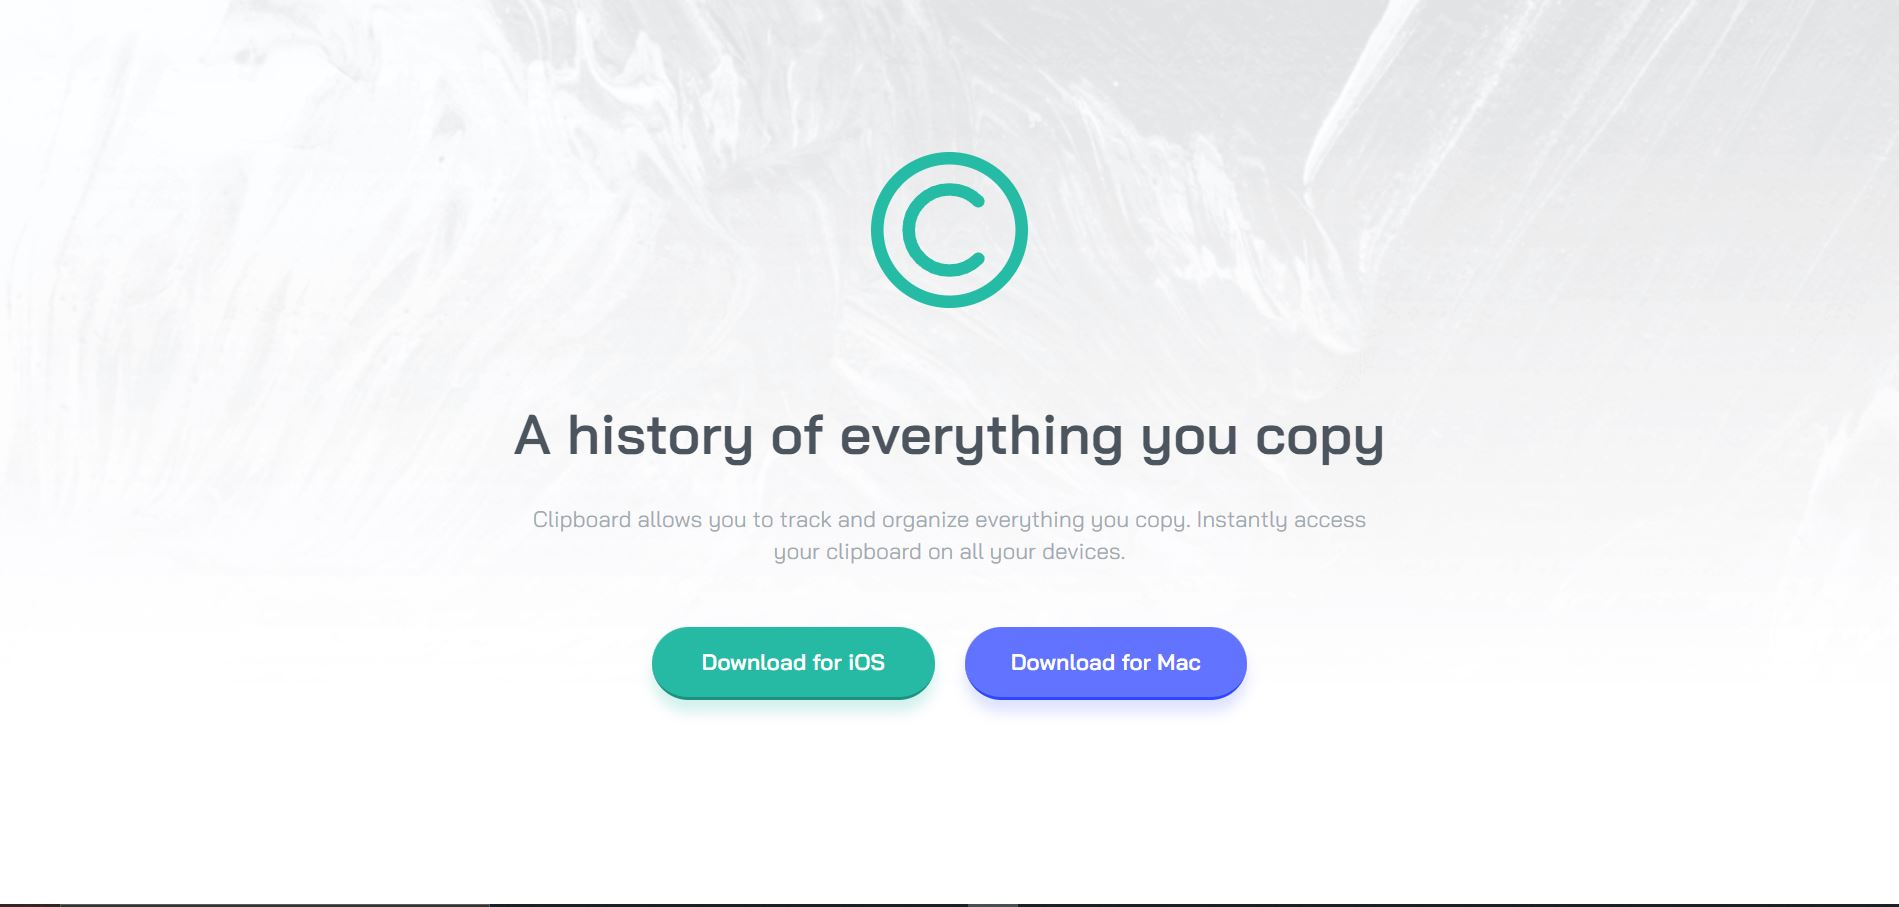 ©
A history of everything you copy
Clipboard allows you to track and organize everything you copy. Instantly access
your clipboard on all your devices.
Download for iOS
Download for Mac